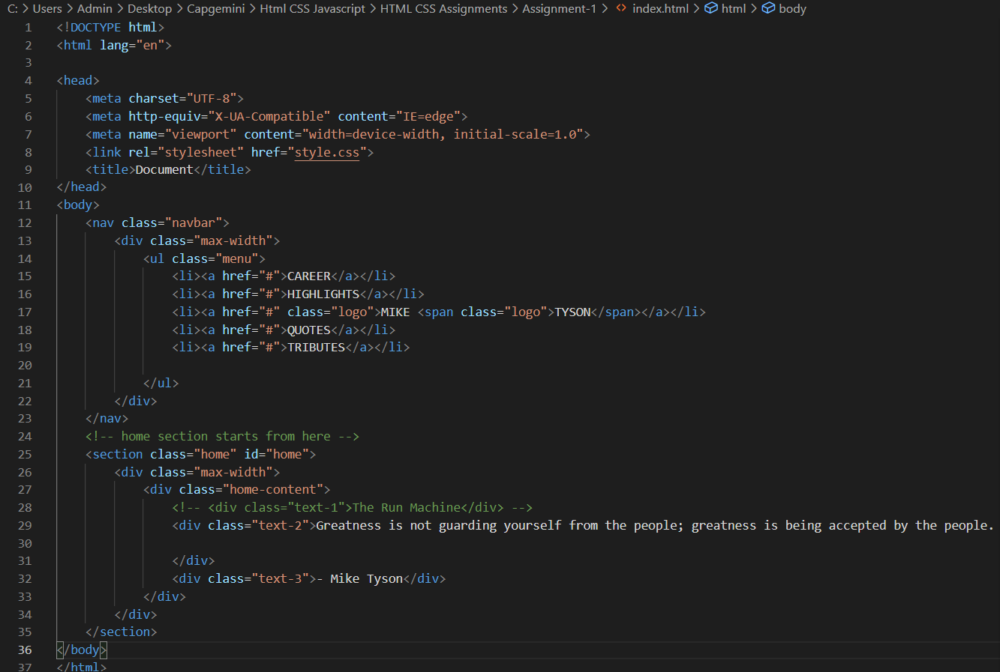 C: > Users > Admin > Desktop > Capgemini > Html CSS Javascript > HTML CSS Assignments > Assignment-1 > <> index.html > html > body
1 <!DOCTYPE html>
2 <html lang="en">
3
4 <head>
5     <meta charset="UTF-8">
6     <meta http-equiv="X-UA-Compatible" content="IE=edge">
7     <meta name="viewport" content="width=device-width, initial-scale=1.0">
8     <link rel="stylesheet" href="style.css">
9     <title>Document</title>
10 </head>
11 <body>
12     <nav class="navbar">
13         <div class="max-width">
14             <ul class="menu">
15                 <li><a href="#">CAREER</a></li>
16                 <li><a href="#">HIGHLIGHTS</a></li>
17                 <li><a href="#" class="logo">MIKE <span class="logo">TYSON</span></a></li>
18                 <li><a href="#">QUOTES</a></li>
19                 <li><a href="#">TRIBUTES</a></li>
20
21             </ul>
22         </div>
23     </nav>
24     <!-- home section starts from here -->
25     <section class="home" id="home">
26         <div class="max-width">
27             <div class="home-content">
28                 <!-- <div class="text-1">The Run Machine</div> -->
29                 <div class="text-2">Greatness is not guarding yourself from the people; greatness is being accepted by the people.
30
31                 </div>
32                 <div class="text-3">- Mike Tyson</div>
33             </div>
34         </div>
35     </section>
36 </body>
37 </html>